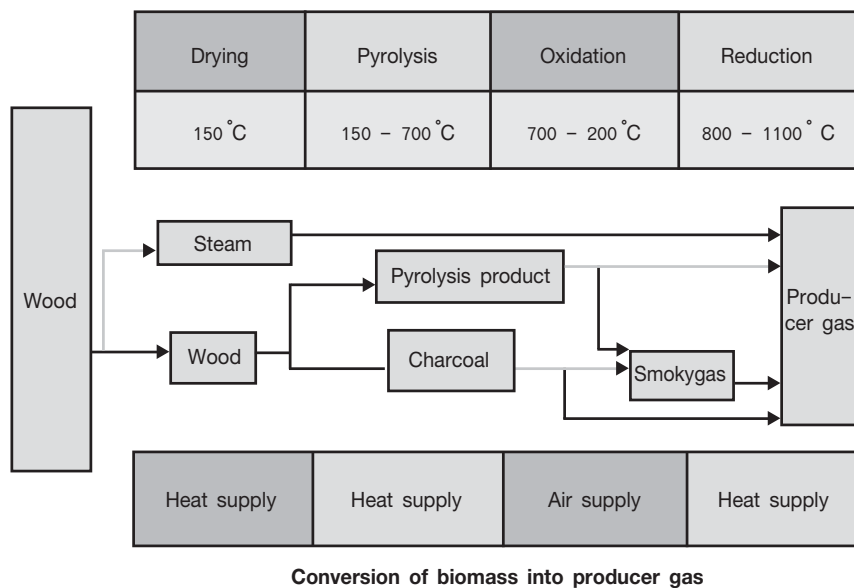 Drying Pyrolysis Oxidation Reduction
150 °C 150 – 700 °C 700 – 200 °C 800 – 1100 ° C
Steam
Pyrolysis product
Wood
Produ–
cer gas
Wood
Charcoal
Smokygas
Heat supply Heat supply Air supply Heat supply
Conversion of biomass into producer gas